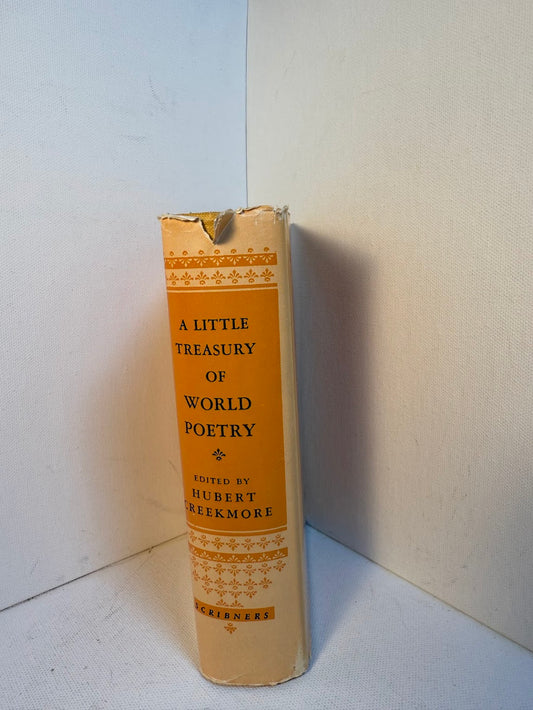 A LITTLE
TREASURY
OF
WORLD
POETRY
EDITED BY
HUBERT
CREEKMORE
SCRIBNERS